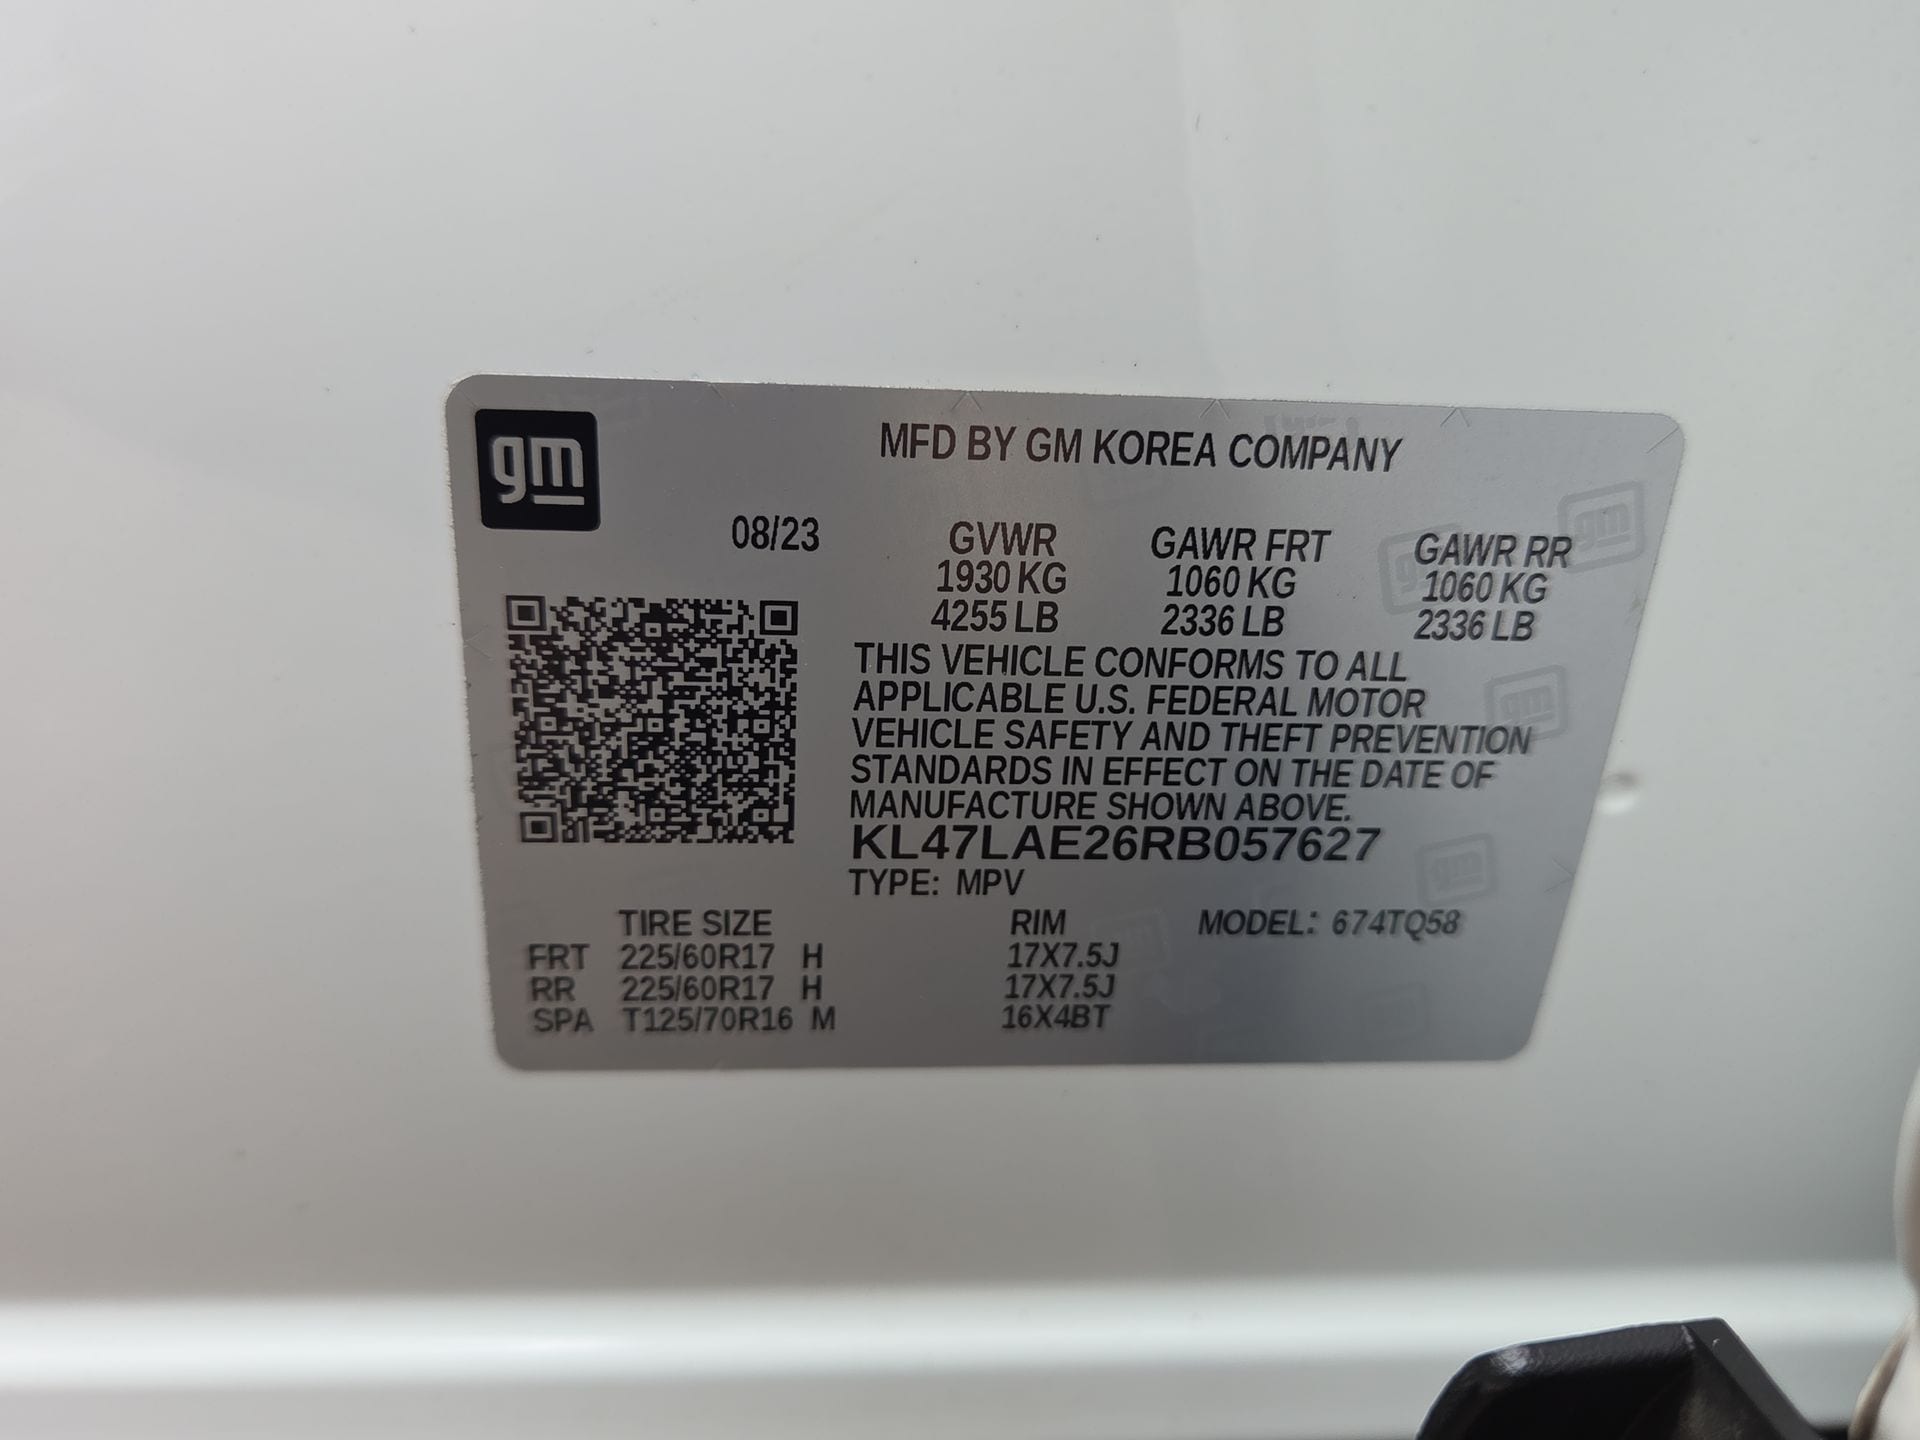 gm
MFD BY GM KOREA COMPANY
08/23 GVWR GAWR FRT GAWR RR
1930 KG 1060 KG 1060 KG
4255 LB 2336 LB 2336 LB
THIS VEHICLE CONFORMS TO ALL
APPLICABLE U.S. FEDERAL MOTOR
VEHICLE SAFETY AND THEFT PREVENTION
STANDARDS IN EFFECT ON THE DATE OF
MANUFACTURE SHOWN ABOVE.
KL47LAE26RB057627
TYPE: MPV
TIRE SIZE RIM MODEL: 674TQ58
FRT 225/60R17 H 17X7.5J
RR 225/60R17 H 17X7.5J
SPA T125/70R16 M 16X4BT